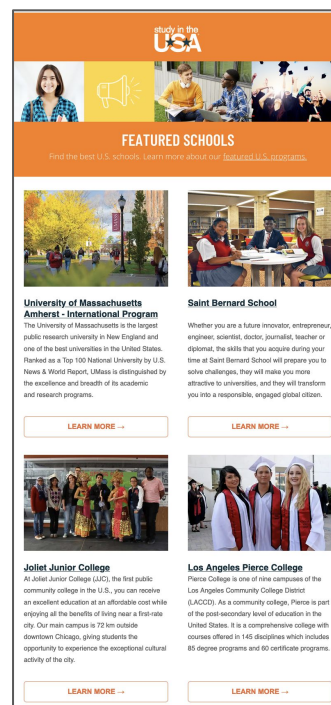 study in the
USA
FEATURED SCHOOLS
Find the best U.S. schools. Learn more about our featured U.S. programs.
University of Massachusetts
Amherst - International Program
The University of Massachusetts is the largest
public research university in New England and
one of the best universities in the United States.
Ranked as a Top 100 National University by U.S.
News & World Report, UMass is distinguished by
the excellence and breadth of its academic
and research programs.
LEARN MORE →
Saint Bernard School
Whether you are a future innovator, entrepreneur,
engineer, scientist, doctor, journalist, teacher or
diplomat, the skills that you acquire during your
time at Saint Bernard School will prepare you to
solve challenges, they will make you more
attractive to universities, and they will transform
you into a responsible, engaged global citizen.
LEARN MORE →
Joliet Junior College
At Joliet Junior College (JJC), the first public
community college in the U.S., you can receive
an excellent education at an affordable cost while
enjoying all the benefits of living near a first-rate
city. Our main campus is 72 km outside
downtown Chicago, giving students the
opportunity to experience the exceptional cultural
activity of the city.
LEARN MORE →
Los Angeles Pierce College
Pierce College is one of nine campuses of the
Los Angeles Community College District
(LACCD). As a community college, Pierce is part
of the post-secondary level of education in the
United States. It is a comprehensive college with
courses offered in 145 disciplines which includes
85 degree programs and 60 certificate programs.
LEARN MORE →